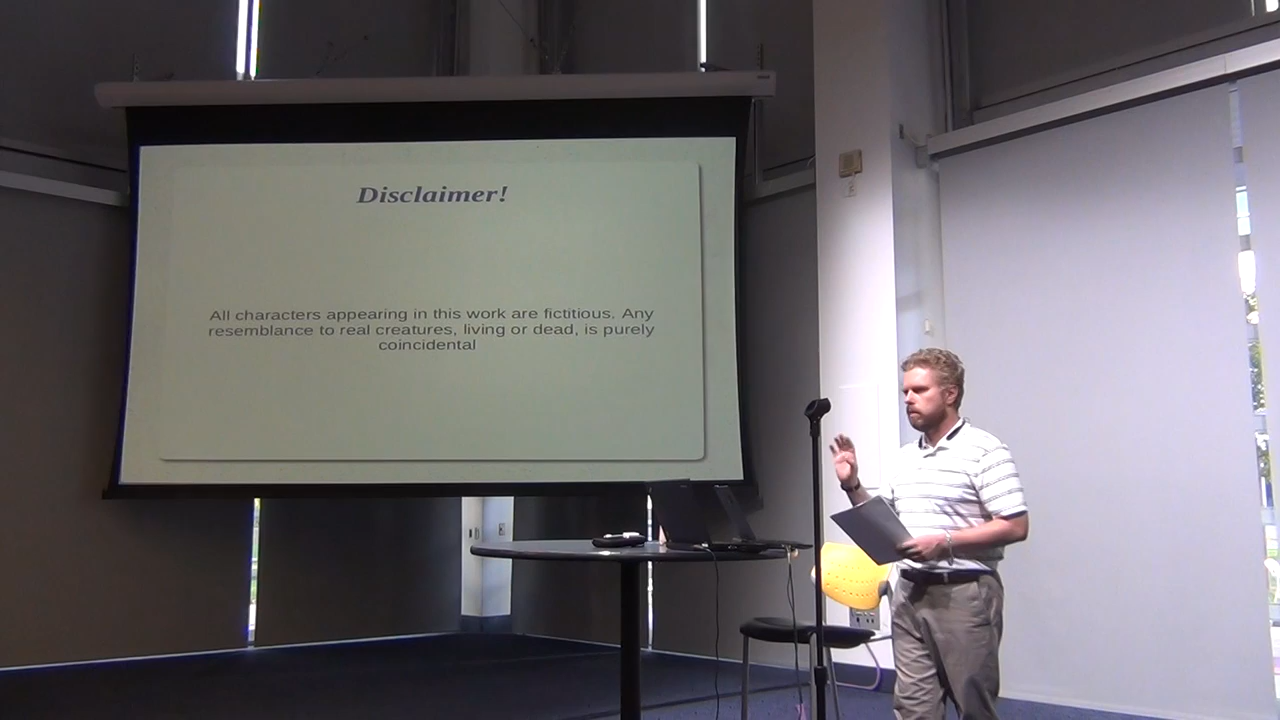 Disclaimer!
All characters appearing in this work are fictitious. Any
resemblance to real creatures, living or dead, is purely
coincidental